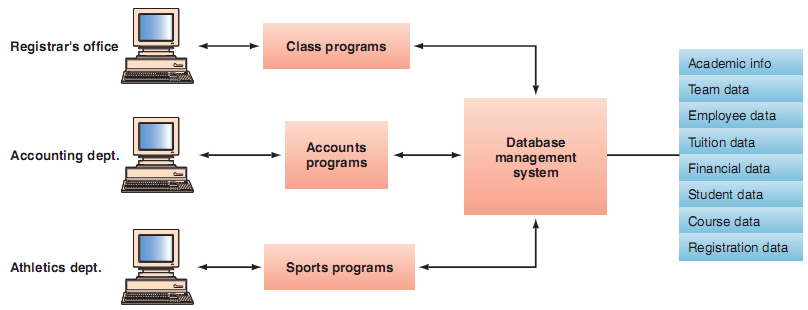 Registrar's office
Class programs
Accounting dept.
Accounts
programs
Athletics dept.
Sports programs
Database
management
system
Academic info
Team data
Employee data
Tuition data
Financial data
Student data
Course data
Registration data